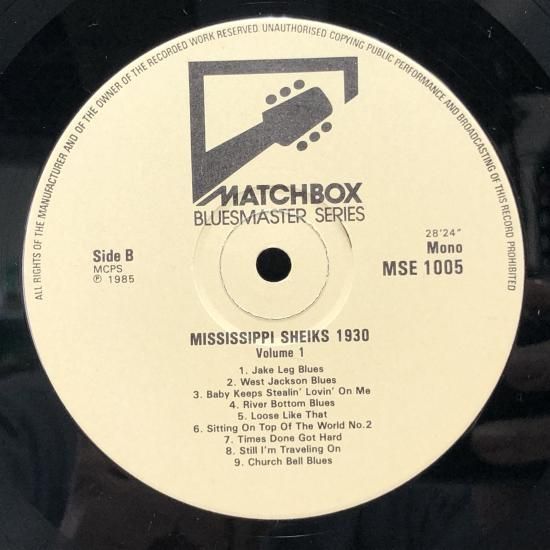 ALL RIGHTS OF THE MANUFACTURER AND OF THE OWNER OF THE RECORDED WORK RESERVED. UNAUTHORISED COPYING PUBLIC PERFORMANCE AND BROADCASTING OF THIS RECORD PROHIBITED
MATCHBOX
BLUESMASTER SERIES
Side B
MCPS
℗ 1985
28'24"
Mono
MSE 1005
MISSISSIPPI SHEIKS 1930
Volume 1
1. Jake Leg Blues
2. West Jackson Blues
3. Baby Keeps Stealin' Lovin' On Me
4. River Bottom Blues
5. Loose Like That
6. Sitting On Top Of The World No.2
7. Times Done Got Hard
8. Still I'm Traveling On
9. Church Bell Blues